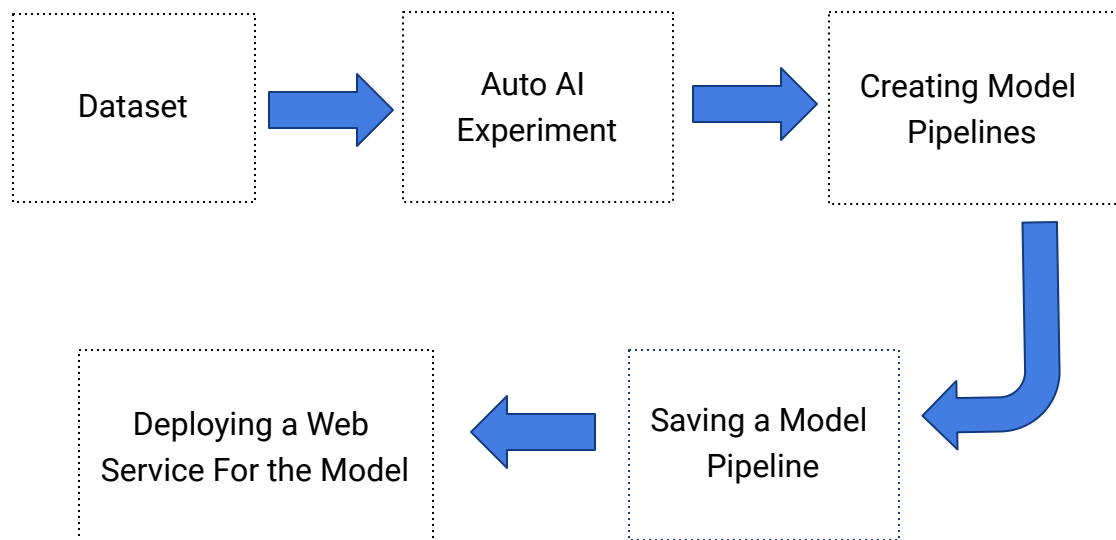 Dataset
Auto AI
Experiment
Creating Model
Pipelines
Saving a Model
Pipeline
Deploying a Web
Service For the Model